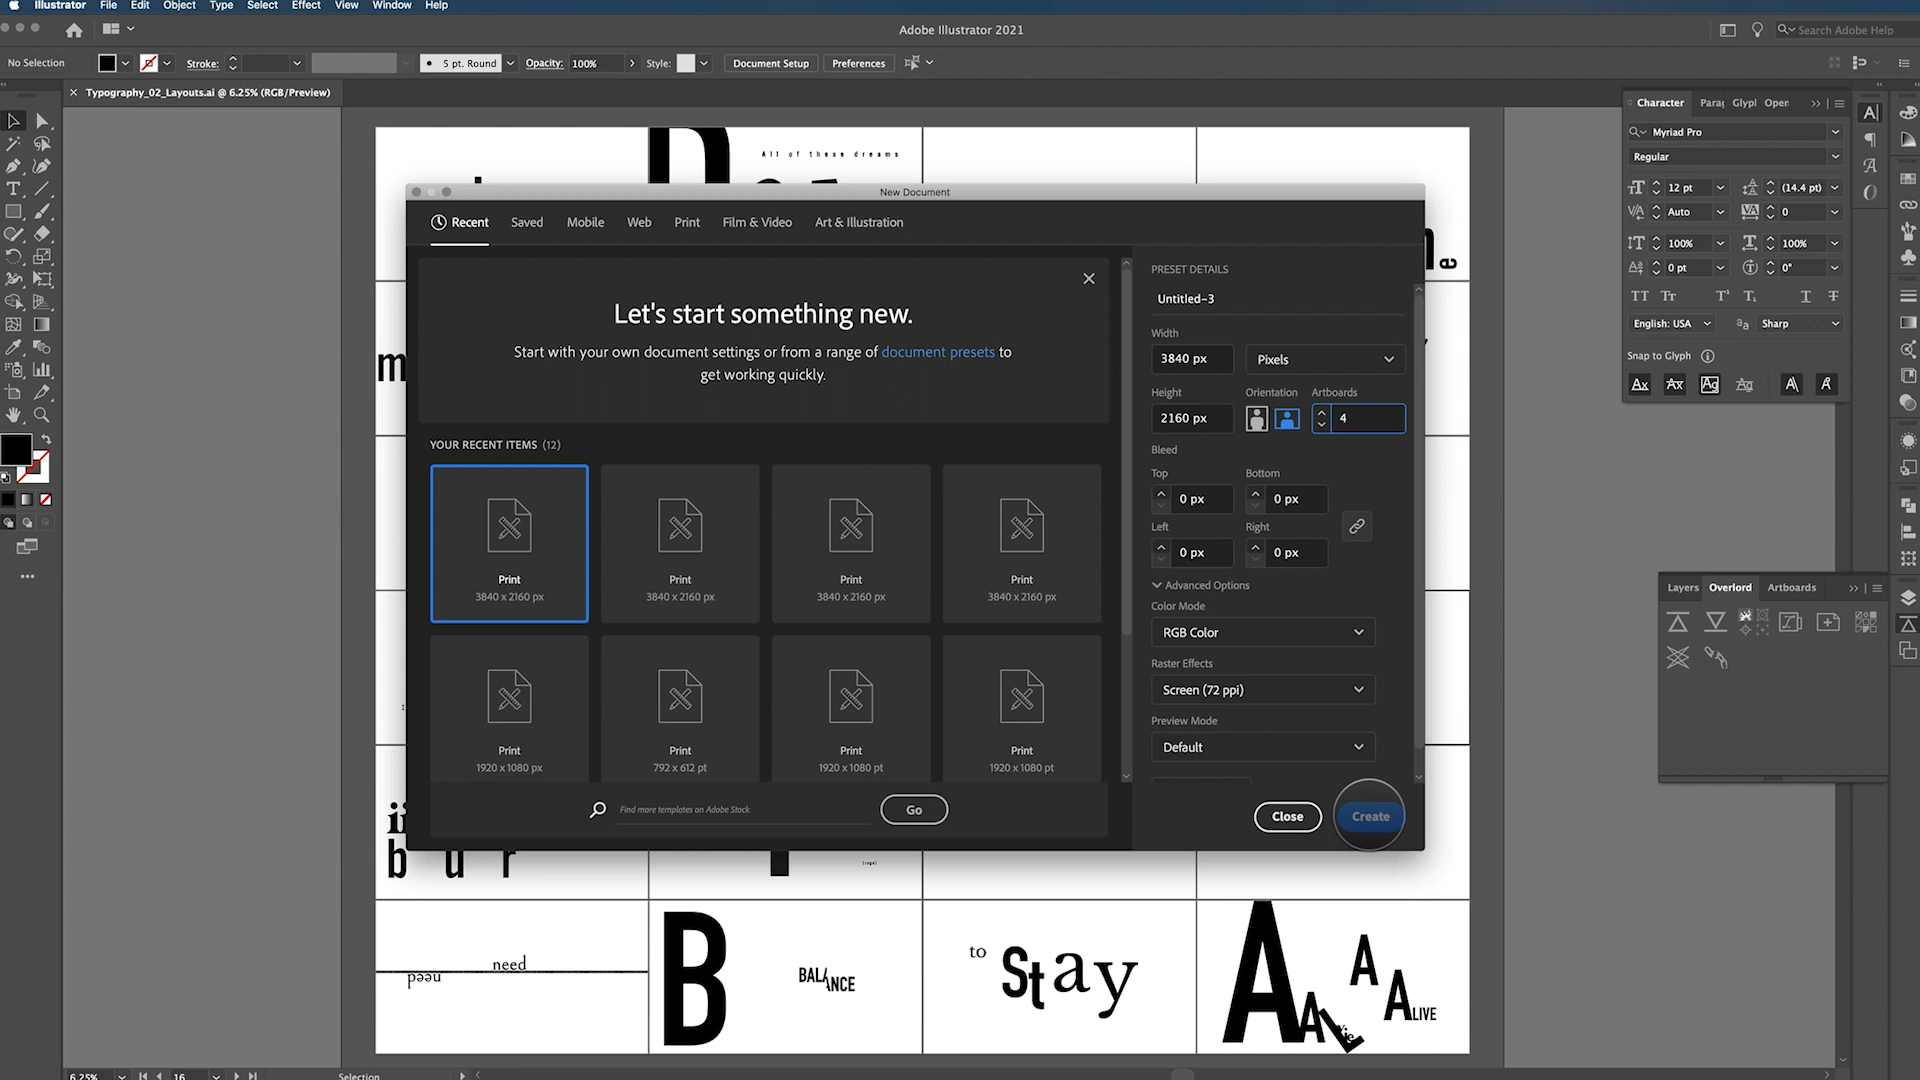 Illustrator File Edit Object Type Select Effect View Window Help
Adobe Illustrator 2021
Search Adobe Help
No Selection
Stroke:
5 pt. Round
Opacity:
100%
Style:
Document Setup
Preferences
Typography_02_Layouts.ai @ 6.25% (RGB/Preview)
All of these dreams
New Document
Recent
Saved
Mobile
Web
Print
Film & Video
Art & Illustration
Let's start something new.
Start with your own document settings or from a range of document presets to
get working quickly.
YOUR RECENT ITEMS (12)
Print
3840 x 2160 px
Print
3840 x 2160 px
Print
3840 x 2160 px
Print
3840 x 2160 px
Print
1920 x 1080 px
Print
792 x 612 pt
Print
1920 x 1080 pt
Print
1920 x 1080 pt
Find more templates on Adobe Stock
Go
PRESET DETAILS
Untitled-3
Width
3840 px
Pixels
Height
Orientation
Artboards
2160 px
4
Bleed
Top
Bottom
0 px
0 px
Left
Right
0 px
0 px
Advanced Options
Color Mode
RGB Color
Raster Effects
Screen (72 ppi)
Preview Mode
Default
Close
Create
Character
Para
Glypl
Open
Myriad Pro
Regular
12 pt
(14.4 pt)
Auto
0
100%
100%
0 pt
0°
English: USA
Sharp
Snap to Glyph
Layers
Overlord
Artboards
m
e
b u r
need
need
B
BALANCE
to
Stay
A
A
A
ALIVE
6.25%
16
Selection